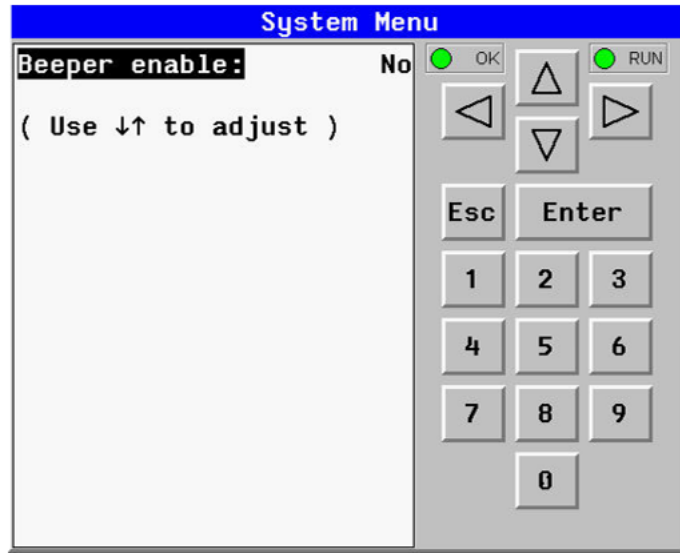 System Menu
Beeper enable: No
( Use ↓↑ to adjust )
OK
RUN
Esc
Enter
1 2 3
4 5 6
7 8 9
0